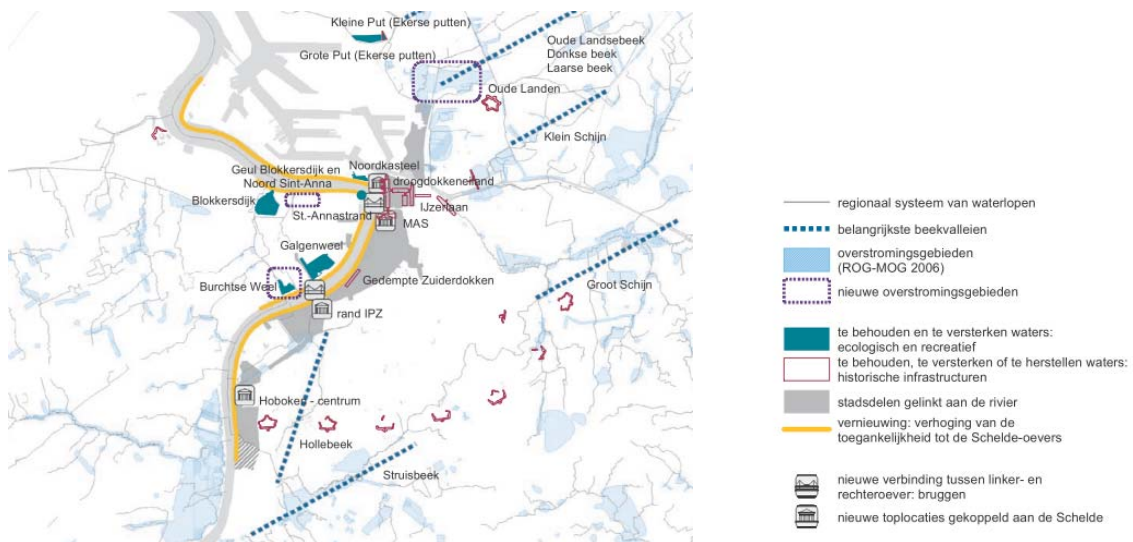 Kleine Put (Ekerse putten)
Grote Put (Ekerse putten)
Oude Landsebeek
Donkse beek
Laarse beek
Oude Landen
Klein Schijn
Geul Blokkersdijk en
Noord Sint-Anna
Noordkasteel
droogdokkeneiland
Blokkersdijk
IJzerlaan
St.-Annastrand
MAS
Galgenweel
Burchtse Weel
Gedempte Zuiderdokken
Groot Schijn
rand IPZ
Hoboken - centrum
Hollebeek
Struisbeek
regionaal systeem van waterlopen
belangrijkste beekvalleien
overstromingsgebieden
(ROG-MOG 2006)
nieuwe overstromingsgebieden
te behouden en te versterken waters:
ecologisch en recreatief
te behouden, te versterken of te herstellen waters:
historische infrastructuren
stadsdelen gelinkt aan de rivier
vernieuwing: verhoging van de
toegankelijkheid tot de Schelde-oevers
nieuwe verbinding tussen linker- en
rechteroever: bruggen
nieuwe toplocaties gekoppeld aan de Schelde